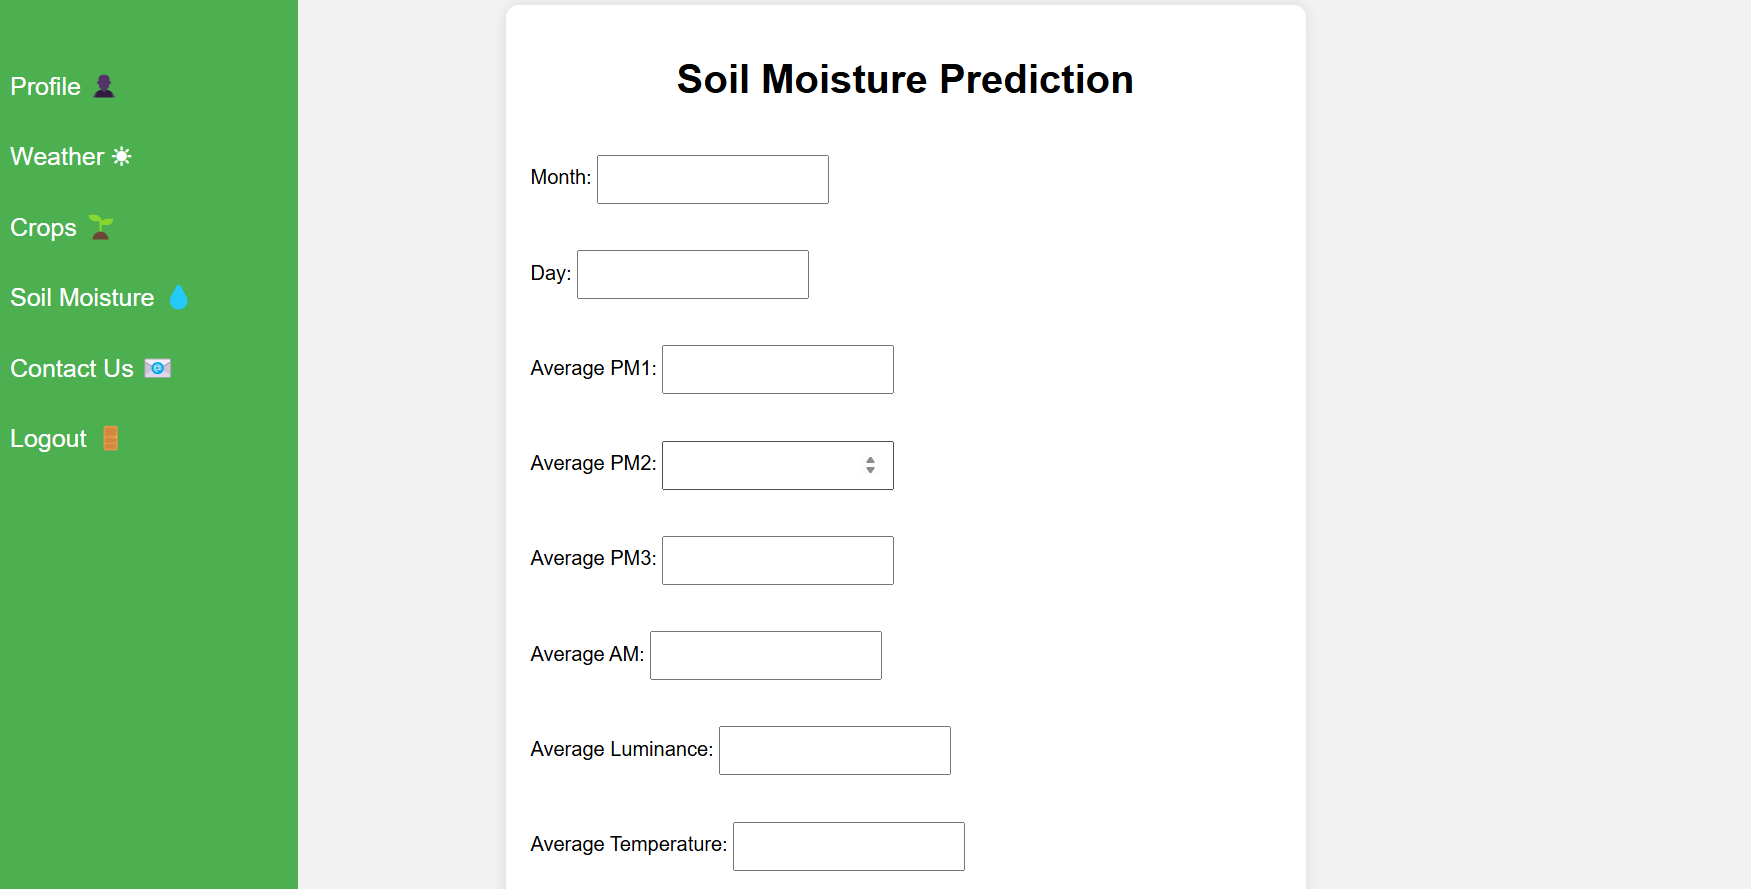 Profile 👤
Weather ☀
Crops 🌱
Soil Moisture 💧
Contact Us 📧
Logout 🚪
Soil Moisture Prediction
Month:
Day:
Average PM1:
Average PM2:
Average PM3:
Average AM:
Average Luminance:
Average Temperature: